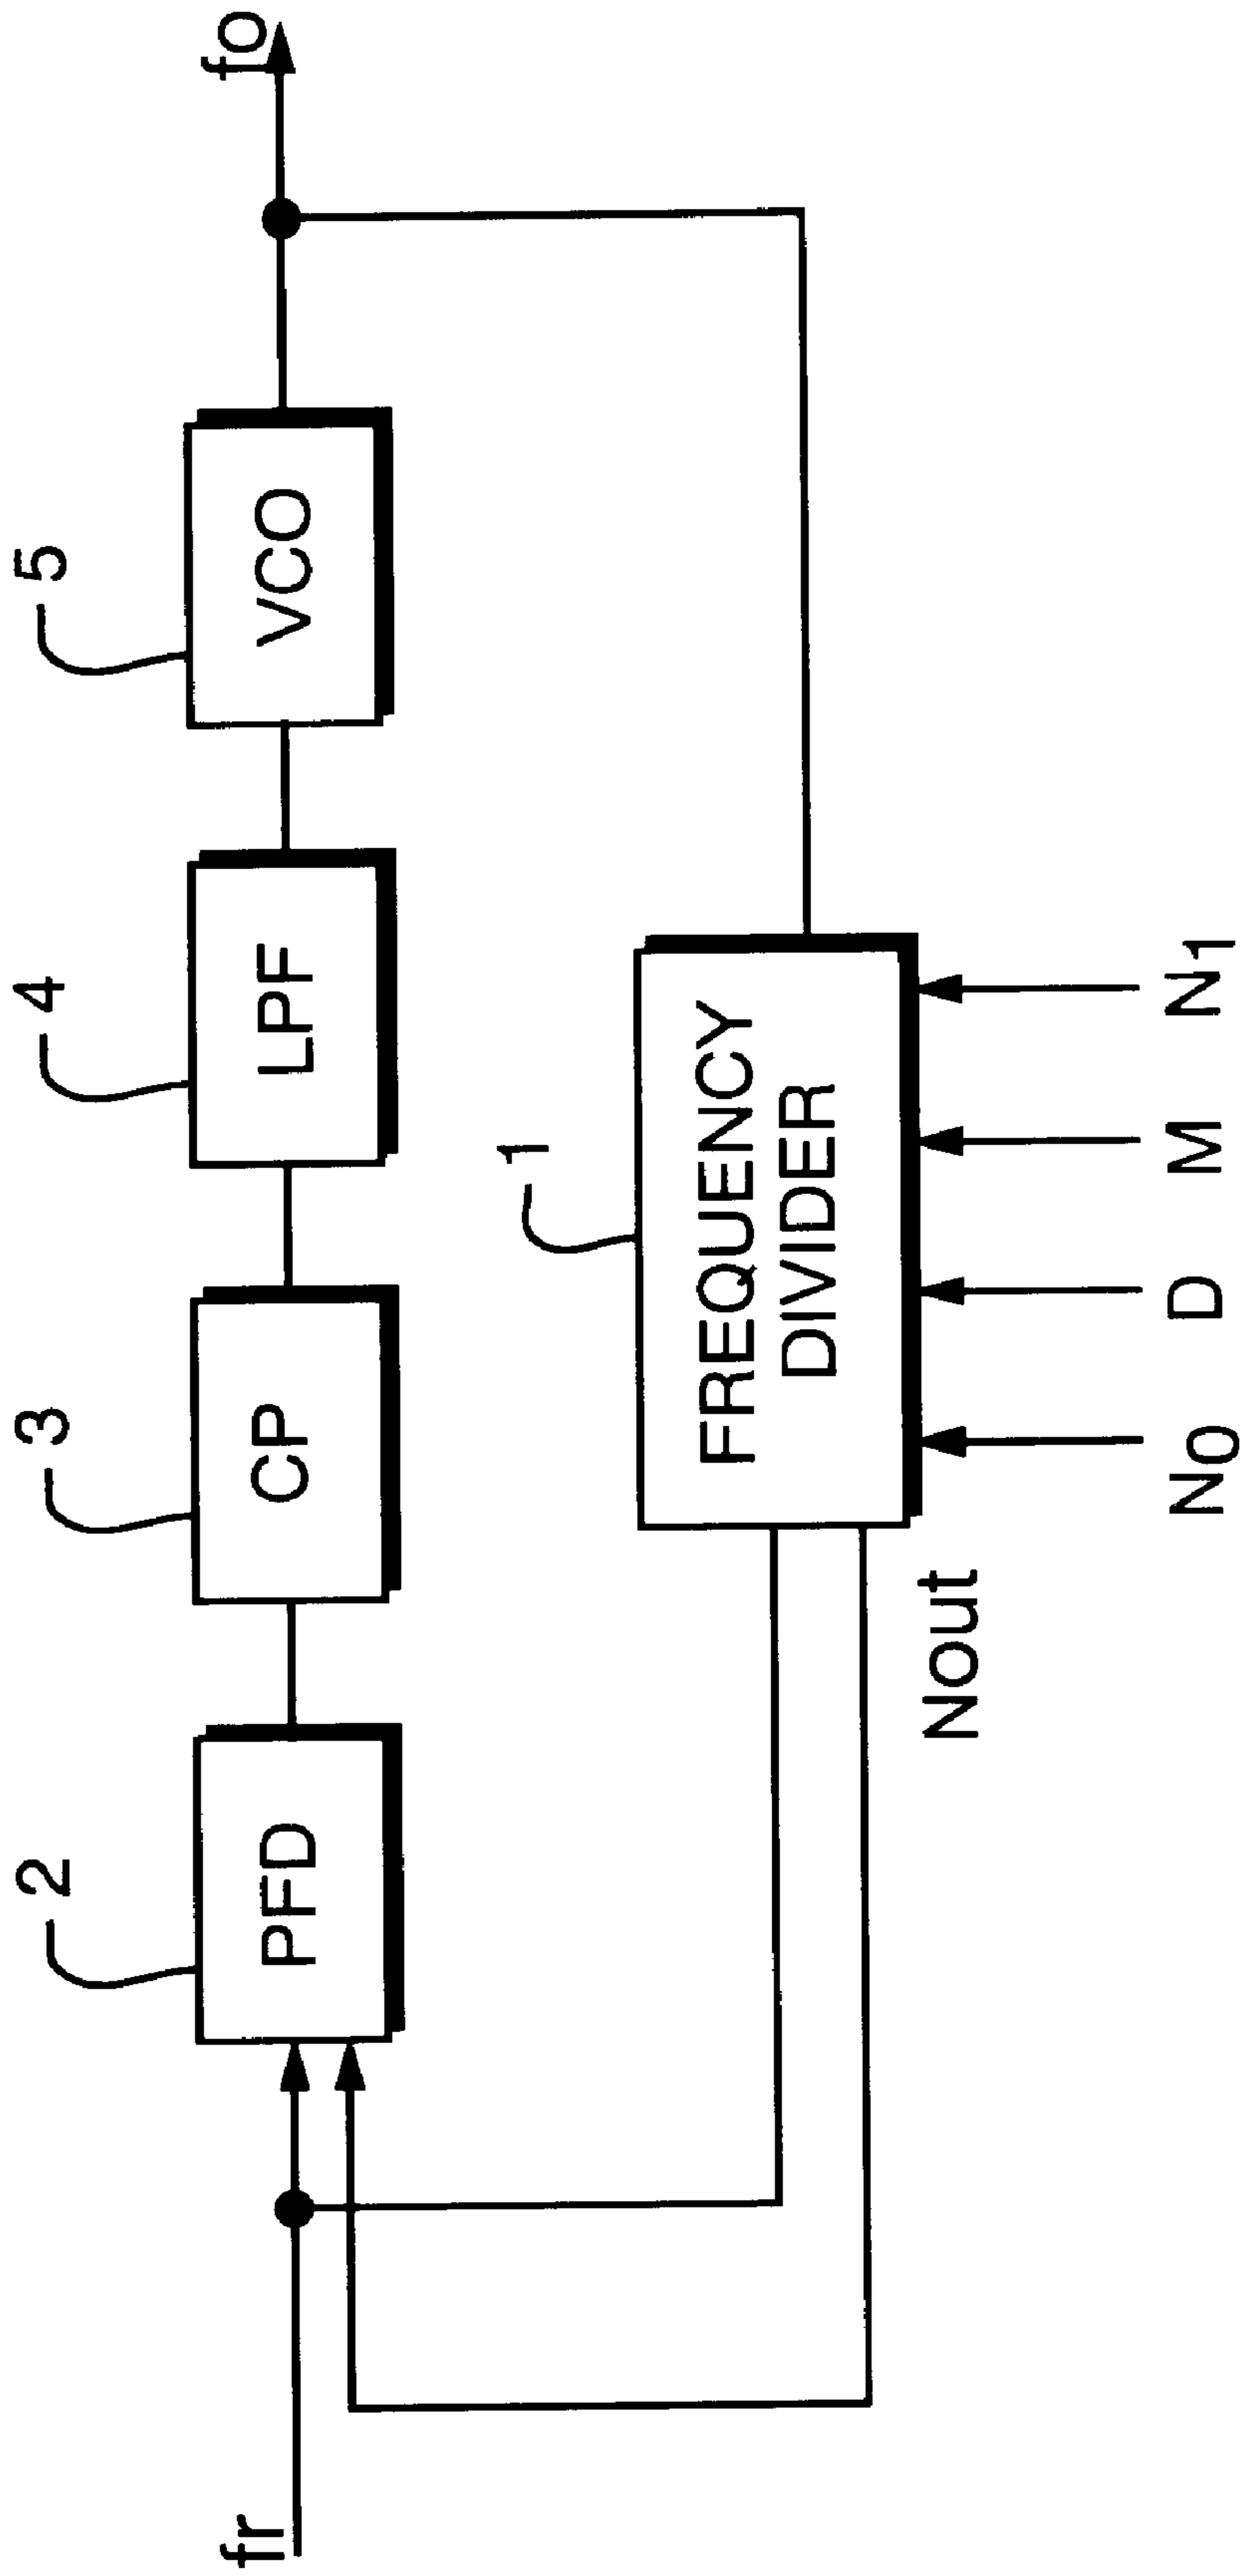 2
3
4
5
fr
PFD
CP
LPF
VCO
fo
1
FREQUENCY
DIVIDER
Nout
N0
D
M
N1